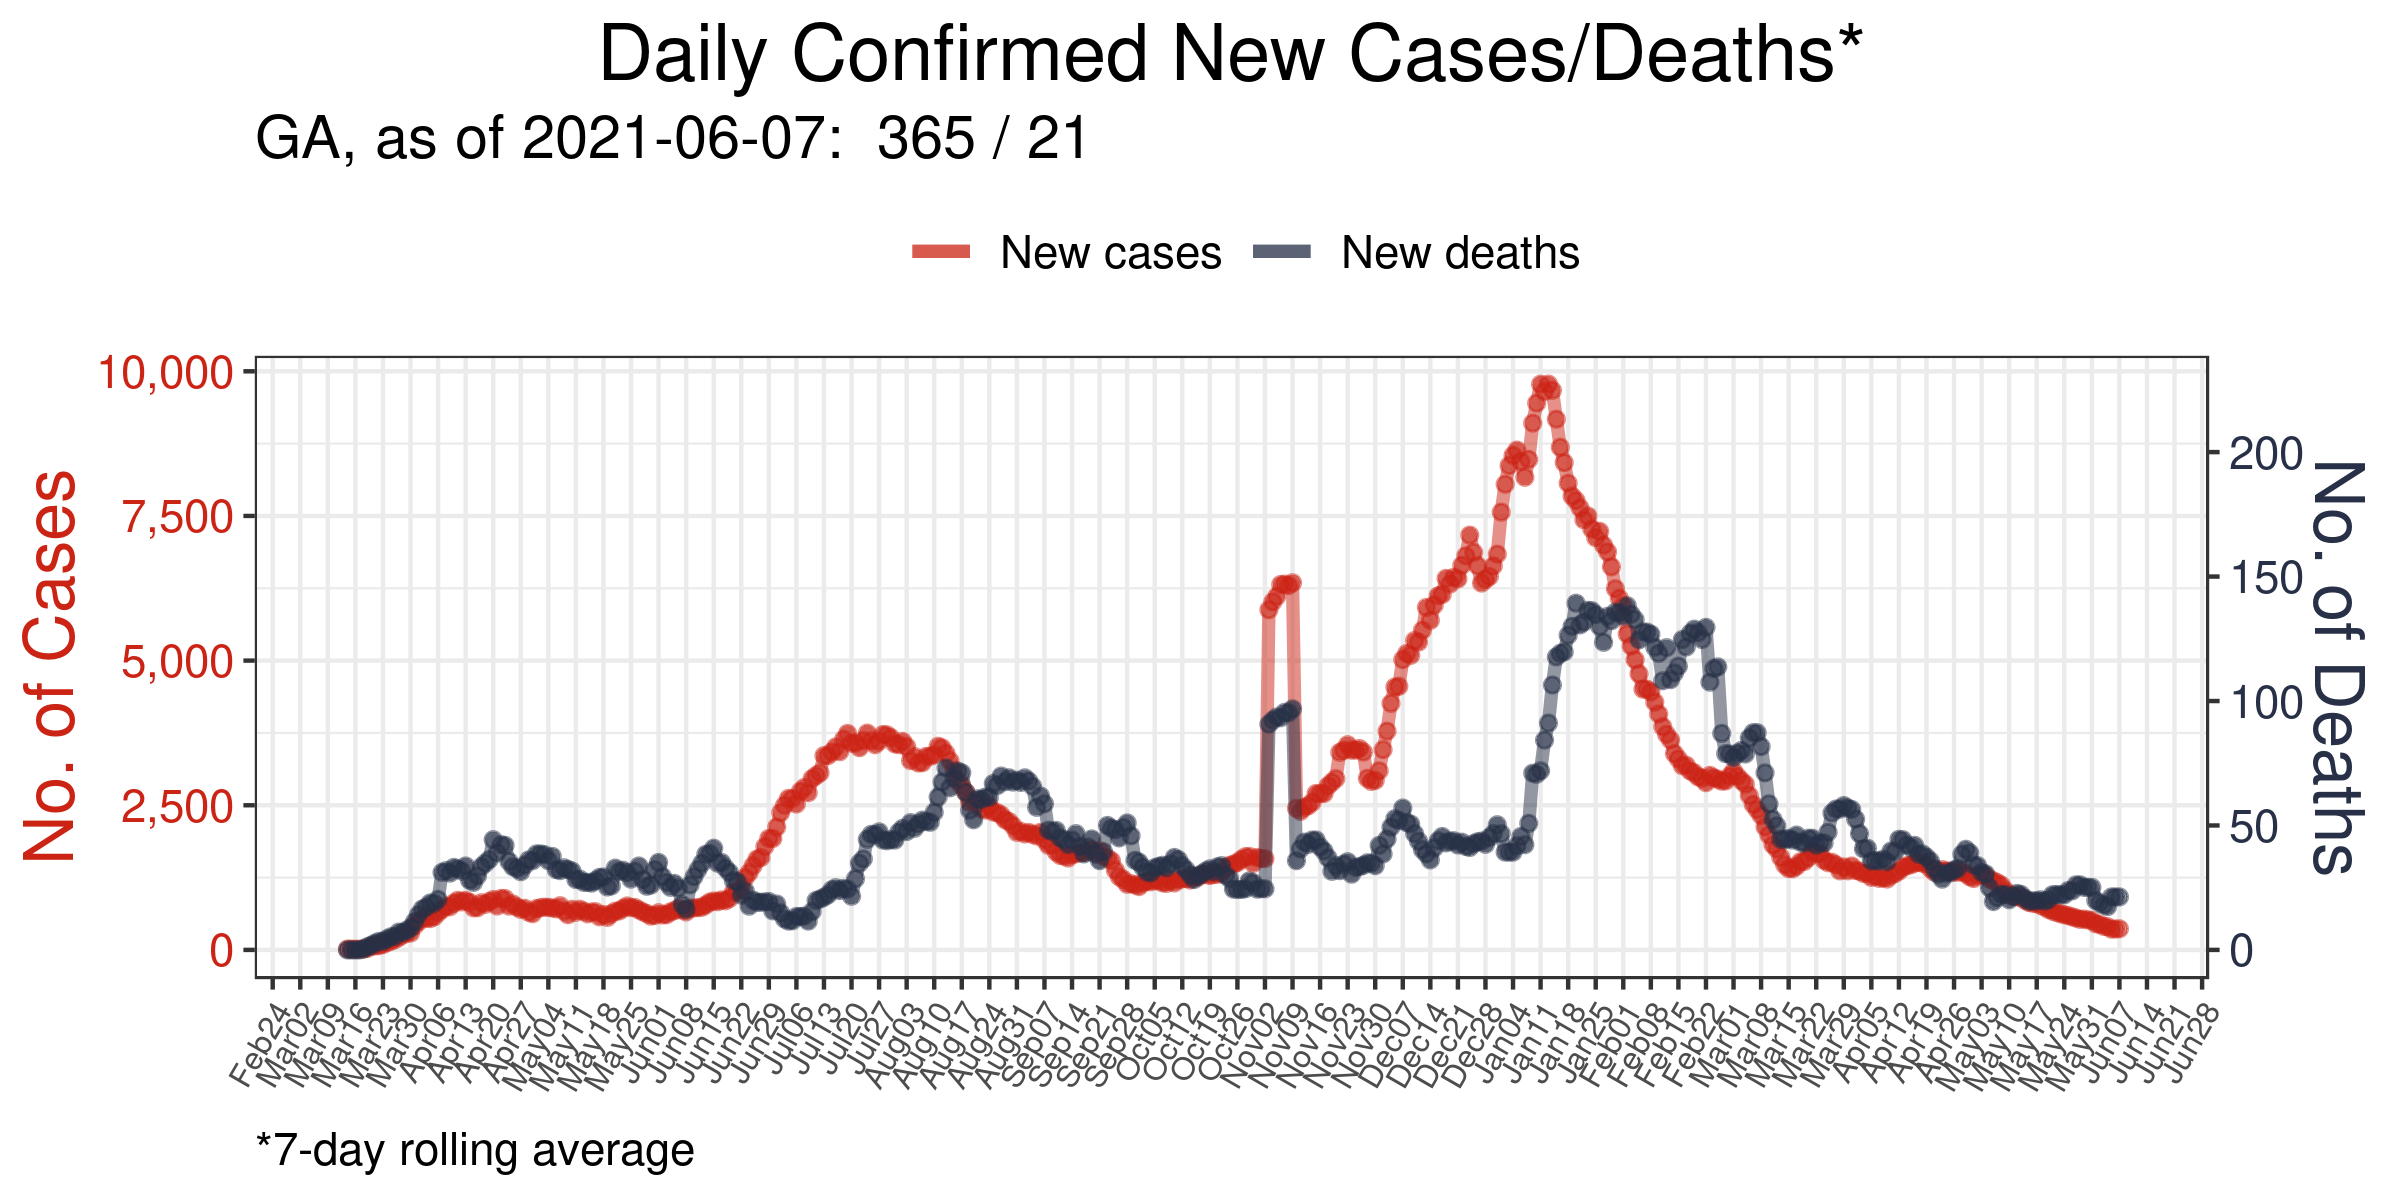 Daily Confirmed New Cases/Deaths*
GA, as of 2021-06-07:  365 / 21
New cases
New deaths
No. of Cases
10,000
7,500
5,000
2,500
0
200
150
100
50
0
No. of Deaths
Feb24
Mar02
Mar09
Mar16
Mar23
Mar30
Apr06
Apr13
Apr20
Apr27
May04
May11
May18
May25
Jun01
Jun08
Jun15
Jun22
Jun29
Jul06
Jul13
Jul20
Jul27
Aug03
Aug10
Aug17
Aug24
Aug31
Sep07
Sep14
Sep21
Sep28
Oct05
Oct12
Oct19
Oct26
Nov02
Nov09
Nov16
Nov23
Nov30
Dec07
Dec14
Dec21
Dec28
Jan04
Jan11
Jan18
Jan25
Feb01
Feb08
Feb15
Feb22
Mar01
Mar08
Mar15
Mar22
Mar29
Apr05
Apr12
Apr19
Apr26
May03
May10
May17
May24
May31
Jun07
Jun14
Jun21
Jun28
*7-day rolling average